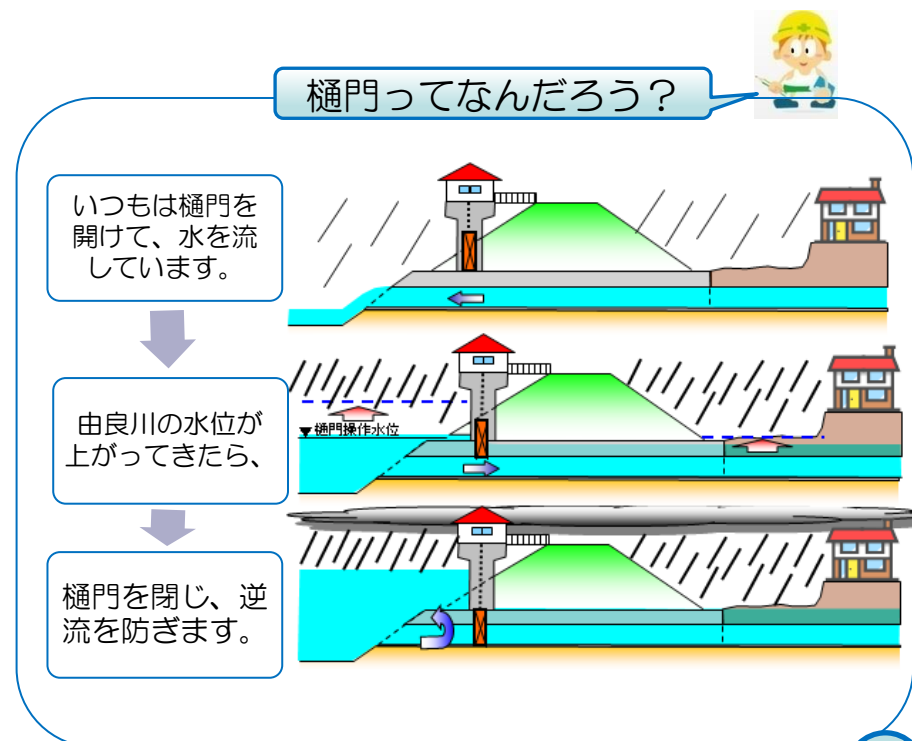 樋門ってなんだろう？
いつもは樋門を
開けて、水を流
しています。
由良川の水位が
上がってきたら、
▼樋門操作水位
樋門を閉じ、逆
流を防ぎます。